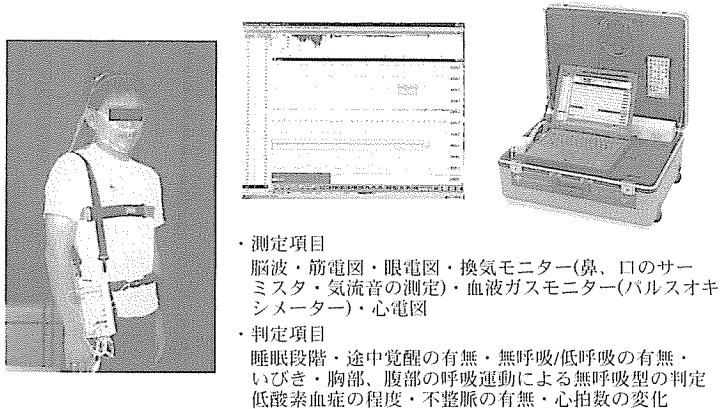 ・測定項目
脳波・筋電図・眼電図・換気モニター(鼻、口のサー
ミスタ・気流音の測定)・血液ガスモニター(パルスオキ
シメーター)・心電図
・判定項目
睡眠段階・途中覚醒の有無・無呼吸/低呼吸の有無・
いびき・胸部、腹部の呼吸運動による無呼吸型の判定
低酸素血症の程度・不整脈の有無・心拍数の変化